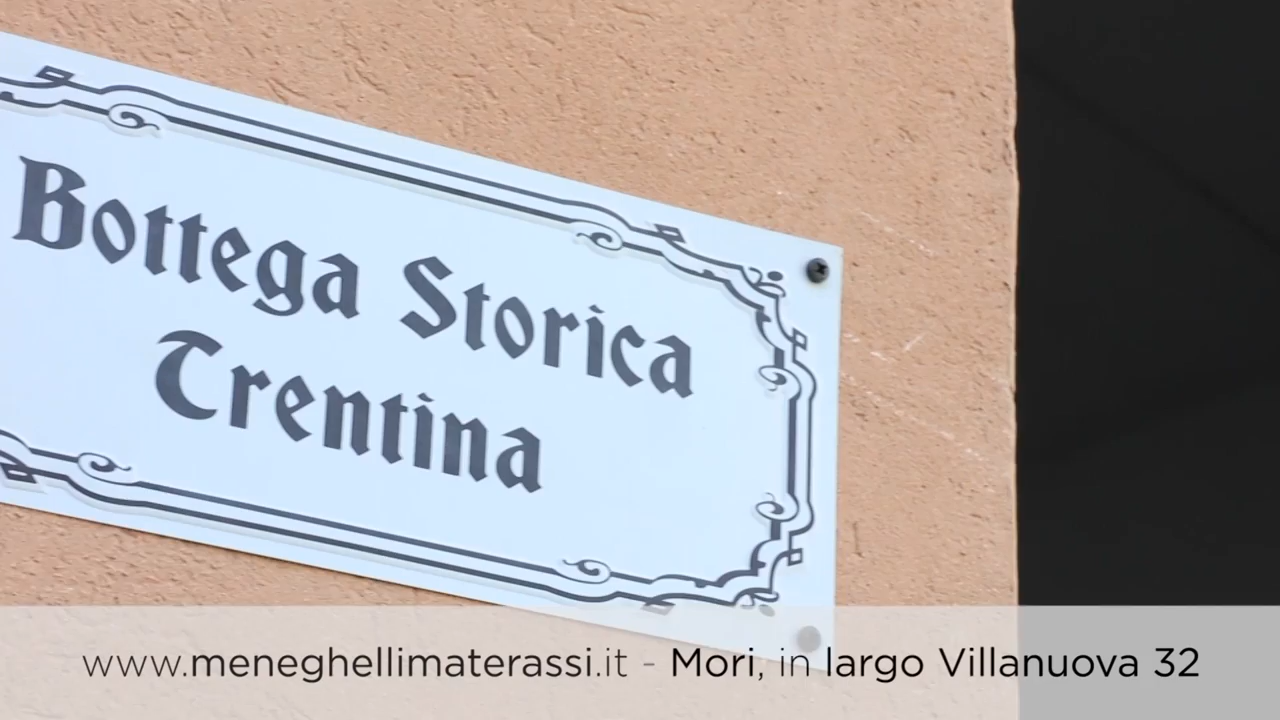 Bottega Storica
Trentina
www.meneghellimaterassi.it - Mori, in largo Villanuova 32